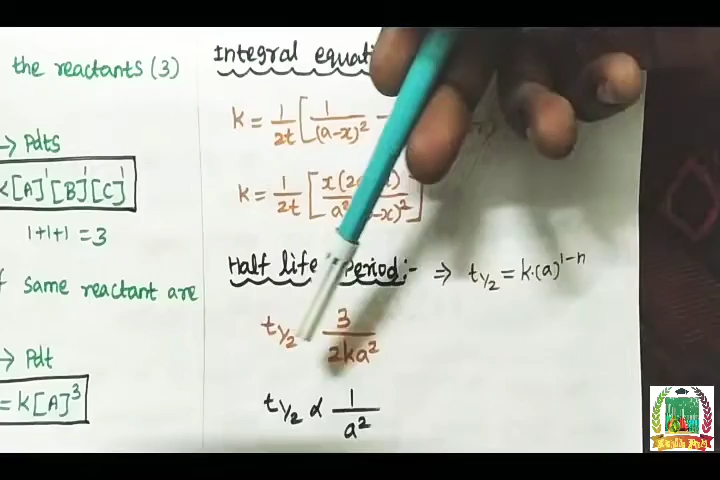 the reactants (3)
→ Pdts
k[A]¹[B]¹[C]¹
1+1+1 = 3
same reactant are
→ Pdt
= k[A]³
Integral
k = 1/2t [ 1/(a-x)²
k = 1/2t [ x(2 ) / a² -x)² ]
Half life Period:-
⇒ t½ = k·(a)^1-n
t½ 3/2ka²
t½ ∝ 1/a²